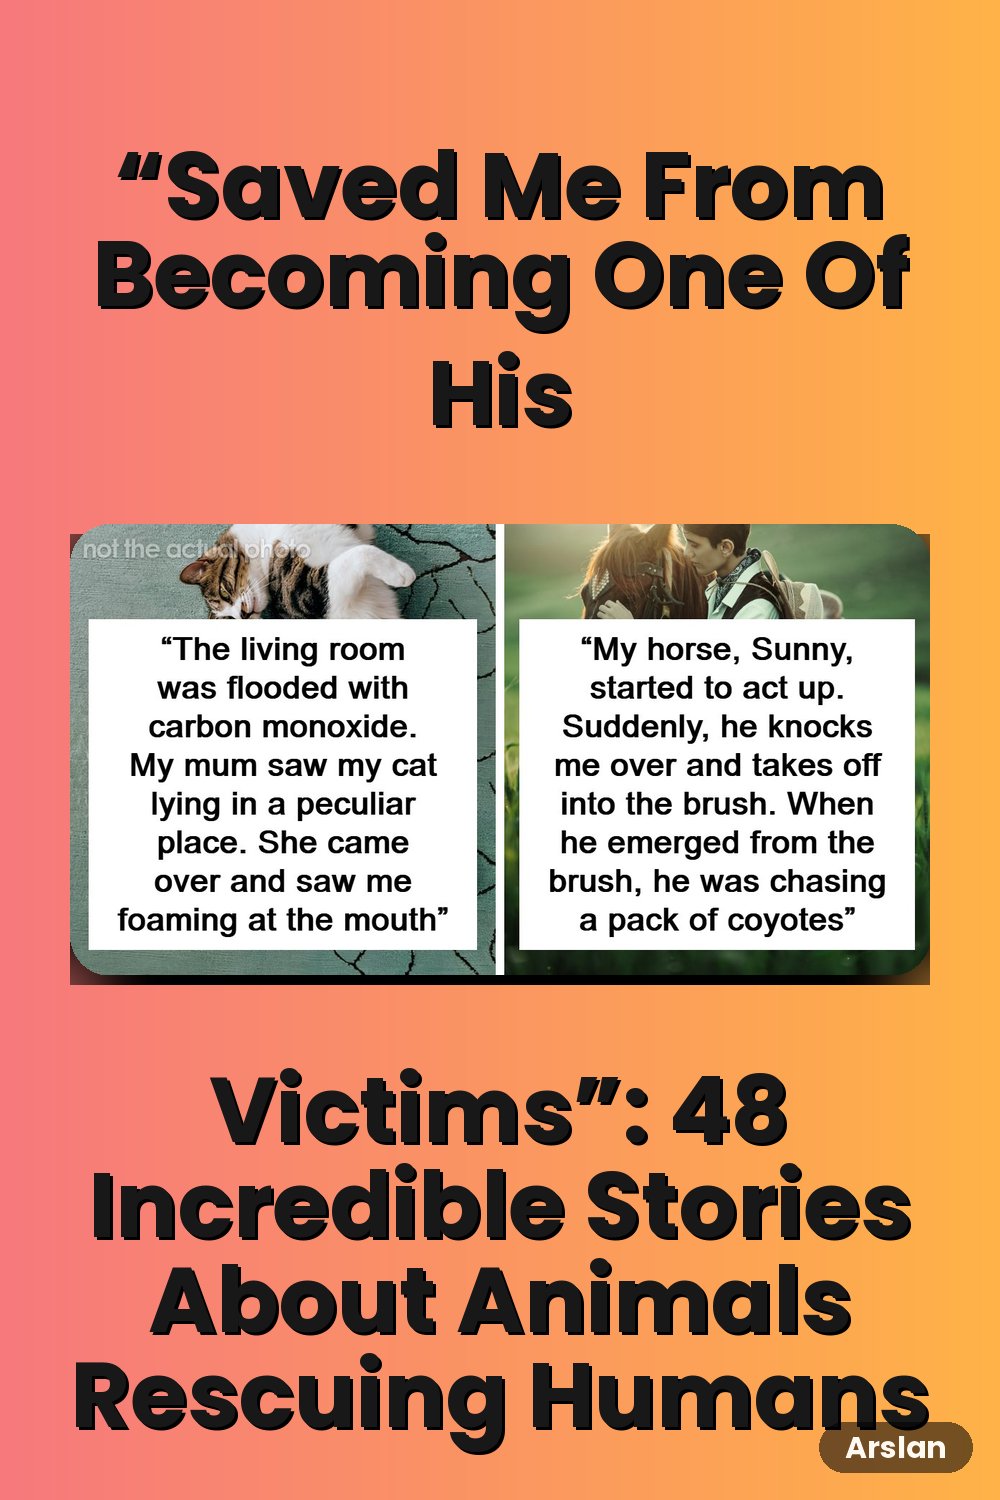 “Saved Me From
Becoming One Of
His
not the actual photo
“The living room
was flooded with
carbon monoxide.
My mum saw my cat
lying in a peculiar
place. She came
over and saw me
foaming at the mouth”
“My horse, Sunny,
started to act up.
Suddenly, he knocks
me over and takes off
into the brush. When
he emerged from the
brush, he was chasing
a pack of coyotes”
Victims”: 48
Incredible Stories
About Animals
Rescuing Humans
Arslan